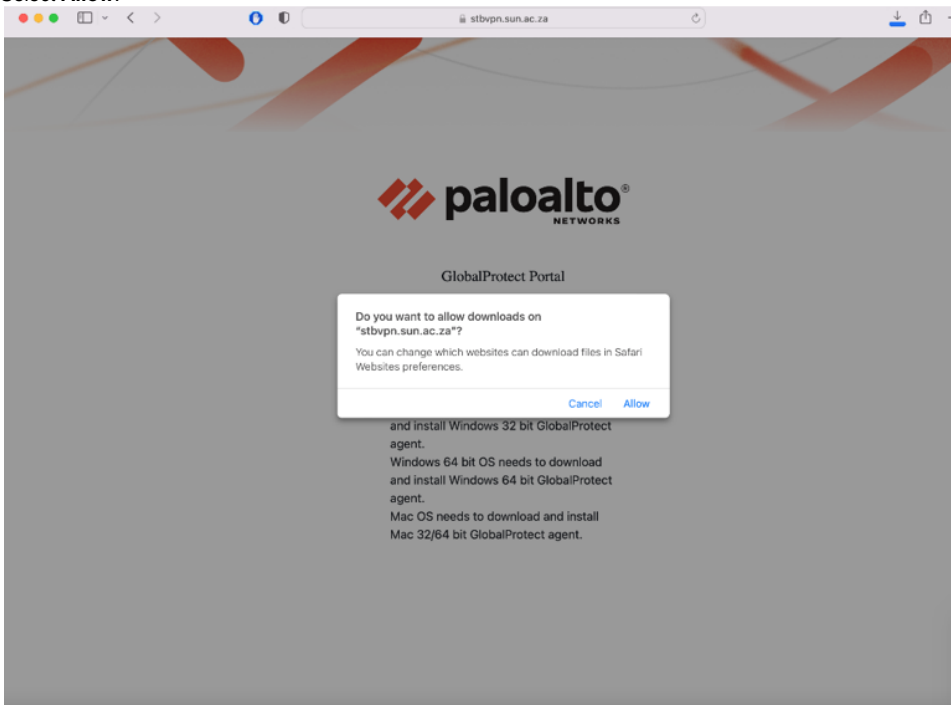 Select Allow.
stbvpn.sun.ac.za
paloalto®
NETWORKS
GlobalProtect Portal
Do you want to allow downloads on
"stbvpn.sun.ac.za"?
You can change which websites can download files in Safari
Websites preferences.
Cancel Allow
and install Windows 32 bit GlobalProtect
agent.
Windows 64 bit OS needs to download
and install Windows 64 bit GlobalProtect
agent.
Mac OS needs to download and install
Mac 32/64 bit GlobalProtect agent.